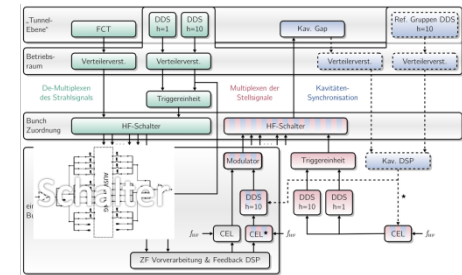 „Tunnel-
Ebene"
FCT
DDS
h=1
DDS
h=10
Kav. Gap
Ref. Gruppen DDS
h=10
Betriebs-
raum
Verteilerverst.
Verteilerverst.
Verteilerverst.
Verteilerverst.
De-Multiplexen
des Strahlsignals
Multiplexen der
Stellsignale
Kavitäten-
Synchronisation
Triggereinheit
Bunch
Zuordnung
HF-Schalter
HF-Schalter
Schalter
Modulator
Triggereinheit
Kav. DSP
DDS
h=10
DDS
h=10
DDS
h=1
CEL
CEL*
CEL
ZF Vorverarbeitung & Feedback DSP